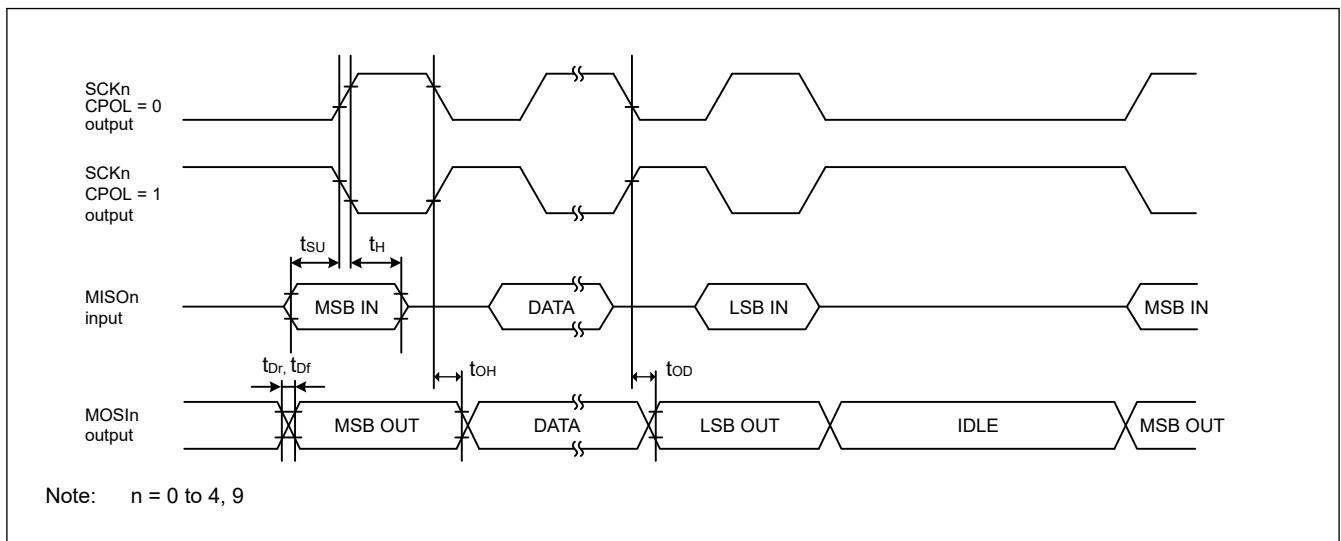 SCKn
CPOL = 0
output
SCKn
CPOL = 1
output
tSU
tH
MISOn
input
MSB IN
DATA
LSB IN
MSB IN
tDr, tDf
tOH
tOD
MOSIn
output
MSB OUT
DATA
LSB OUT
IDLE
MSB OUT
Note: n = 0 to 4, 9